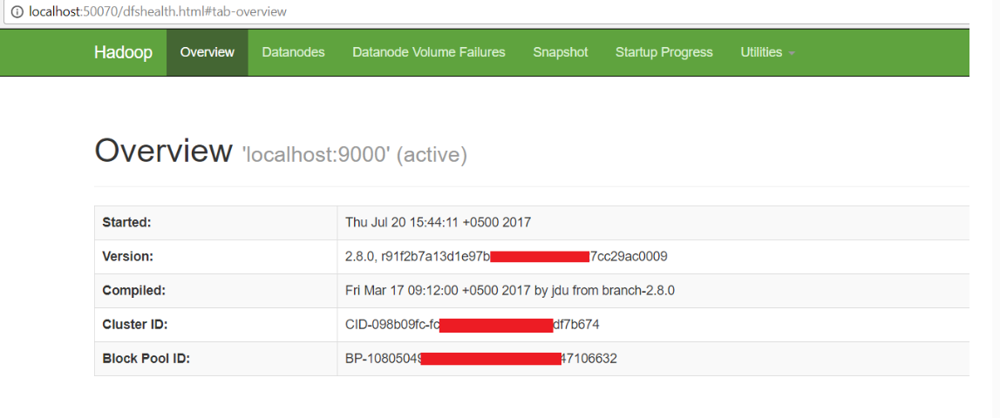 localhost:50070/dfshealth.html#tab-overview
Hadoop Overview Datanodes Datanode Volume Failures Snapshot Startup Progress Utilities
Overview 'localhost:9000' (active)
Started: Thu Jul 20 15:44:11 +0500 2017
Version: 2.8.0, r91f2b7a13d1e97b 7cc29ac0009
Compiled: Fri Mar 17 09:12:00 +0500 2017 by jdu from branch-2.8.0
Cluster ID: CID-098b09fc-fc df7b674
Block Pool ID: BP-10805049 47106632